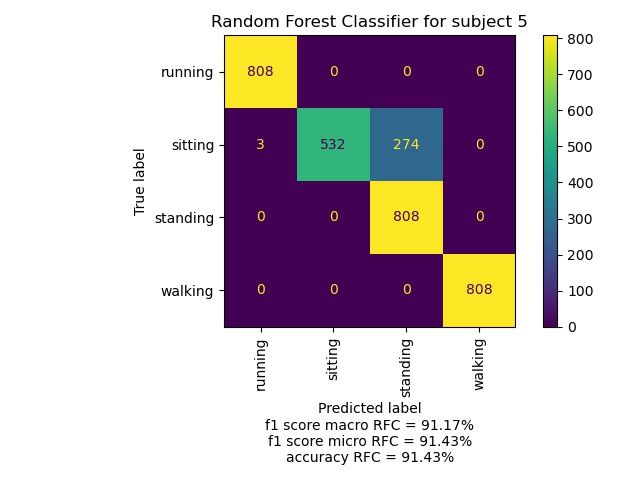 Random Forest Classifier for subject 5
True label
running 808 0 0 0
sitting 3 532 274 0
standing 0 0 808 0
walking 0 0 0 808
running sitting standing walking
Predicted label
f1 score macro RFC = 91.17%
f1 score micro RFC = 91.43%
accuracy RFC = 91.43%
800
700
600
500
400
300
200
100
0